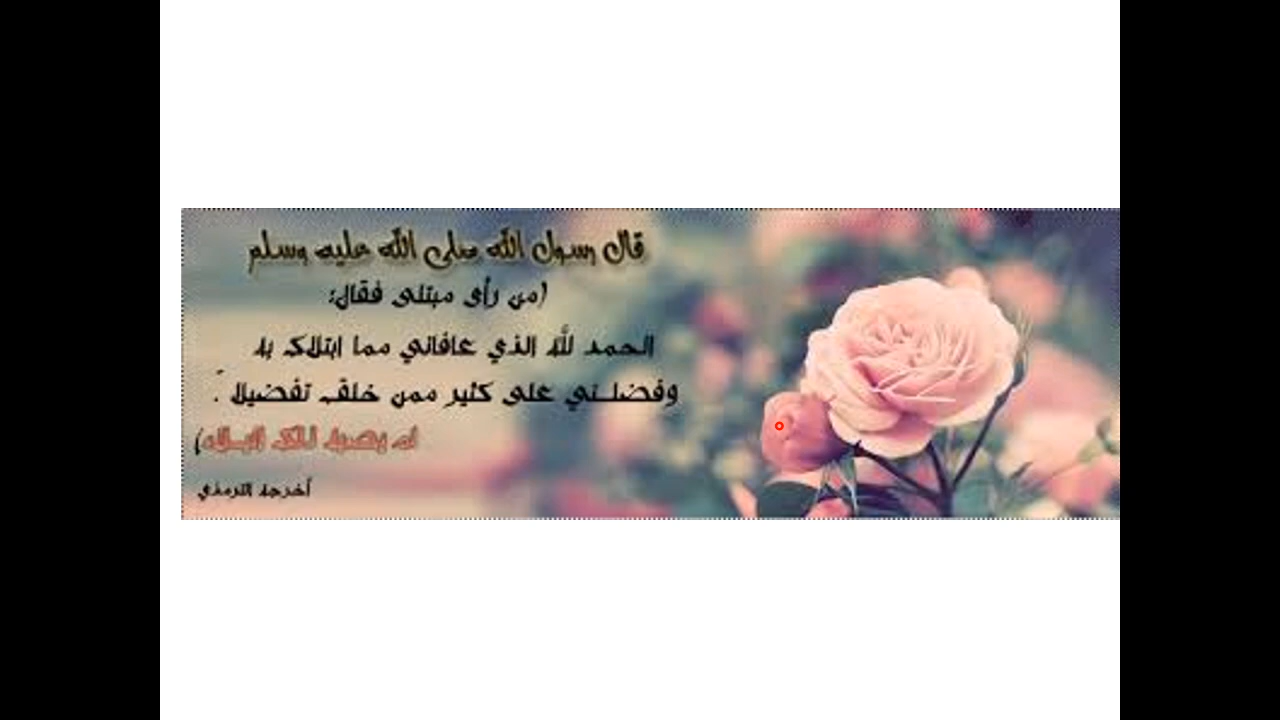 قال رسول الله صلى الله عليه وسلم
(من رأى مبتلى فقال:
الحمد لله الذي عافاني مما ابتلاك به
وفضلني على كثير ممن خلق تفضيلاً .
لم يصبه ذلك البلاء)
أخرجه الترمذي